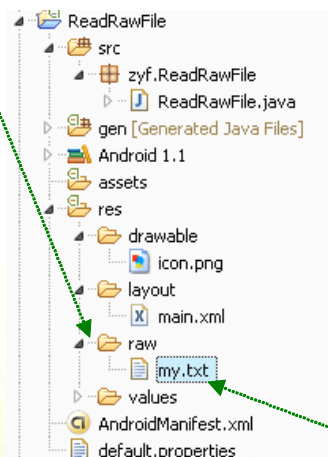 ReadRawFile
src
zyf.ReadRawFile
J ReadRawFile.java
gen [Generated Java Files]
Android 1.1
assets
res
drawable
icon.png
layout
X main.xml
raw
my.txt
values
AndroidManifest.xml
default.properties